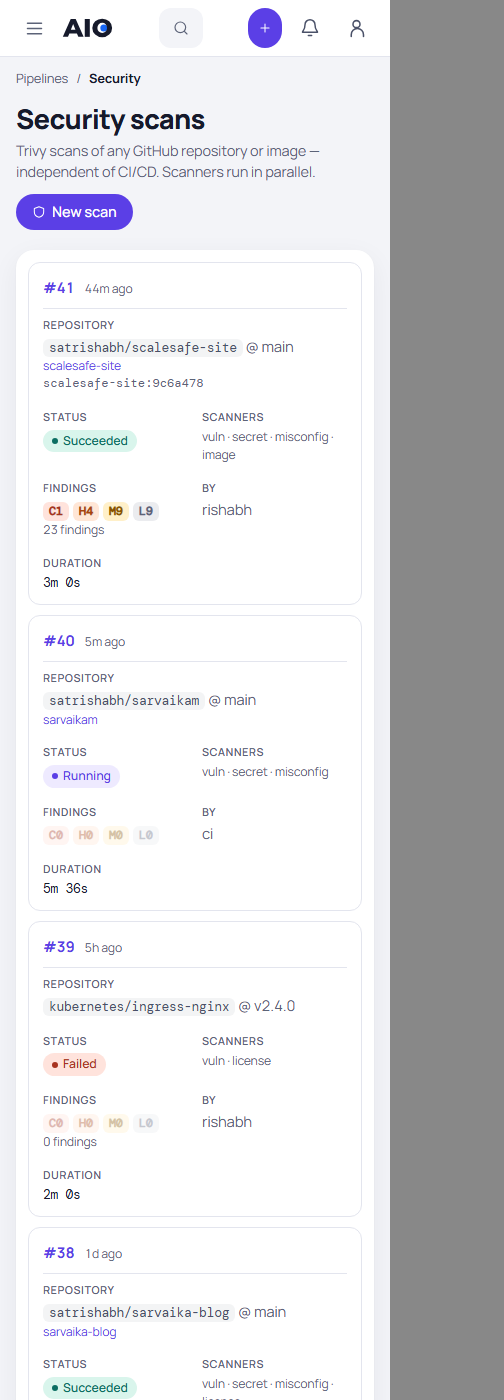 AIO
Pipelines / Security
Security scans
Trivy scans of any GitHub repository or image —
independent of CI/CD. Scanners run in parallel.
New scan
#41 44m ago
REPOSITORY
satrishabh/scalesafe-site @ main
scalesafe-site
scalesafe-site:9c6a478
STATUS SCANNERS
Succeeded vuln · secret · misconfig ·
image
FINDINGS BY
C1 H4 M9 L9 rishabh
23 findings
DURATION
3m 0s
#40 5m ago
REPOSITORY
satrishabh/sarvaikam @ main
sarvaikam
STATUS SCANNERS
Running vuln · secret · misconfig
FINDINGS BY
C0 H0 M0 L0 ci
DURATION
5m 36s
#39 5h ago
REPOSITORY
kubernetes/ingress-nginx @ v2.4.0
STATUS SCANNERS
Failed vuln · license
FINDINGS BY
C0 H0 M0 L0 rishabh
0 findings
DURATION
2m 0s
#38 1d ago
REPOSITORY
satrishabh/sarvaika-blog @ main
sarvaika-blog
STATUS SCANNERS
Succeeded vuln · secret · misconfig ·